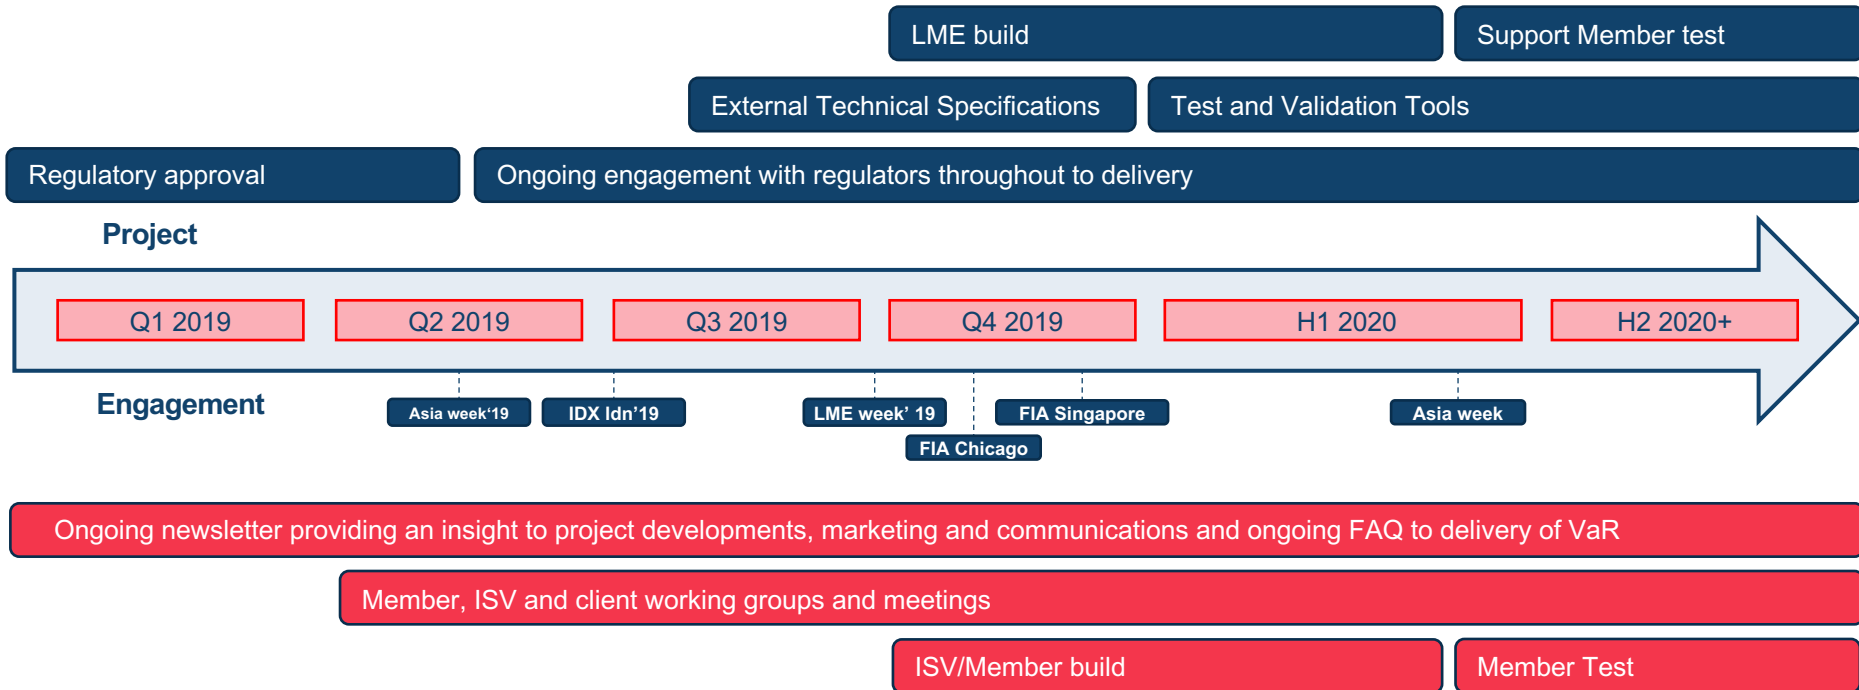 LME build
Support Member test
External Technical Specifications
Test and Validation Tools
Regulatory approval
Ongoing engagement with regulators throughout to delivery
Project
Q1 2019
Q2 2019
Q3 2019
Q4 2019
H1 2020
H2 2020+
Engagement
Asia week‘19
IDX ldn’19
LME week’ 19
FIA Singapore
Asia week
FIA Chicago
Ongoing newsletter providing an insight to project developments, marketing and communications and ongoing FAQ to delivery of VaR
Member, ISV and client working groups and meetings
ISV/Member build
Member Test